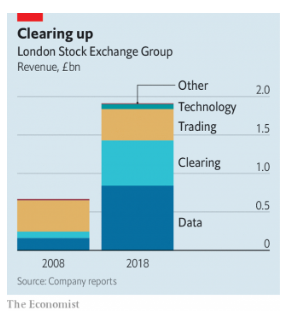 Clearing up
London Stock Exchange Group
Revenue, £bn
Other
2.0
Technology
Trading
1.5
Clearing
1.0
0.5
Data
0
2008
2018
Source: Company reports
The Economist